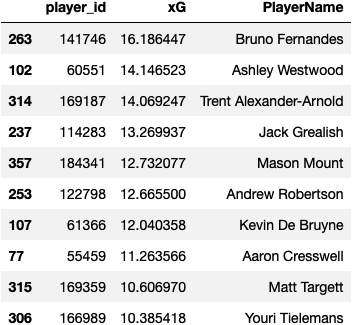 player_id xG PlayerName
263 141746 16.186447 Bruno Fernandes
102 60551 14.146523 Ashley Westwood
314 169187 14.069247 Trent Alexander-Arnold
237 114283 13.269937 Jack Grealish
357 184341 12.732077 Mason Mount
253 122798 12.665500 Andrew Robertson
107 61366 12.040358 Kevin De Bruyne
77 55459 11.263566 Aaron Cresswell
315 169359 10.606970 Matt Targett
306 166989 10.385418 Youri Tielemans